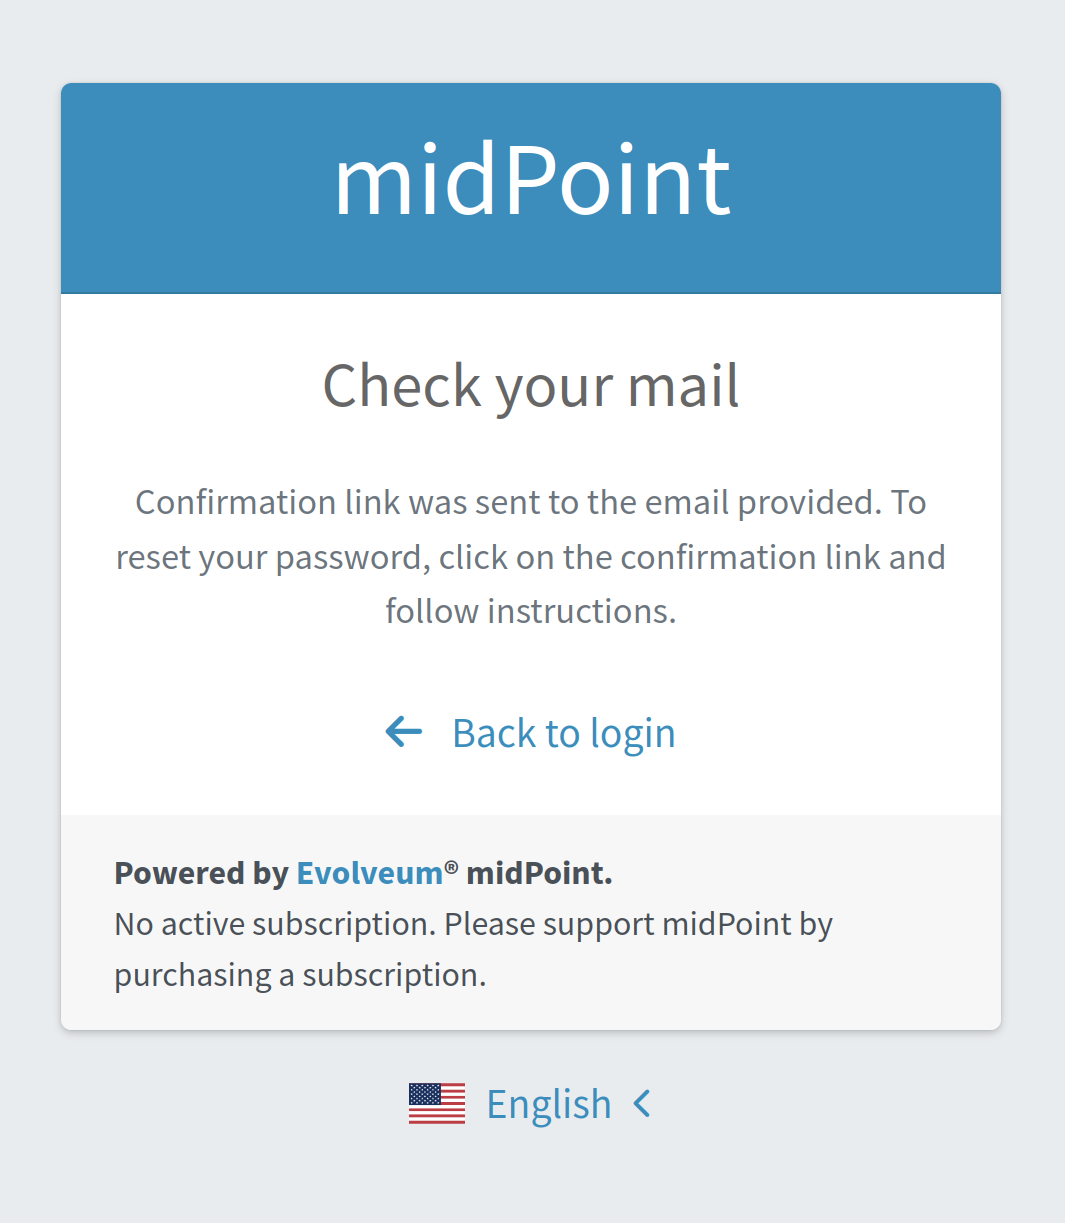 midPoint
Check your mail
Confirmation link was sent to the email provided. To
reset your password, click on the confirmation link and
follow instructions.
Back to login
Powered by Evolveum® midPoint.
No active subscription. Please support midPoint by
purchasing a subscription.
English